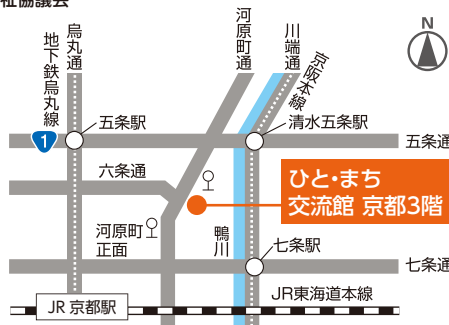 祉協議会
烏丸通
地下鉄烏丸線
河原町通
川端通
京阪本線
N
1
五条駅
清水五条駅
五条通
六条通
ひと・まち
交流館 京都3階
河原町
正面
鴨川
七条駅
七条通
JR東海道本線
JR 京都駅